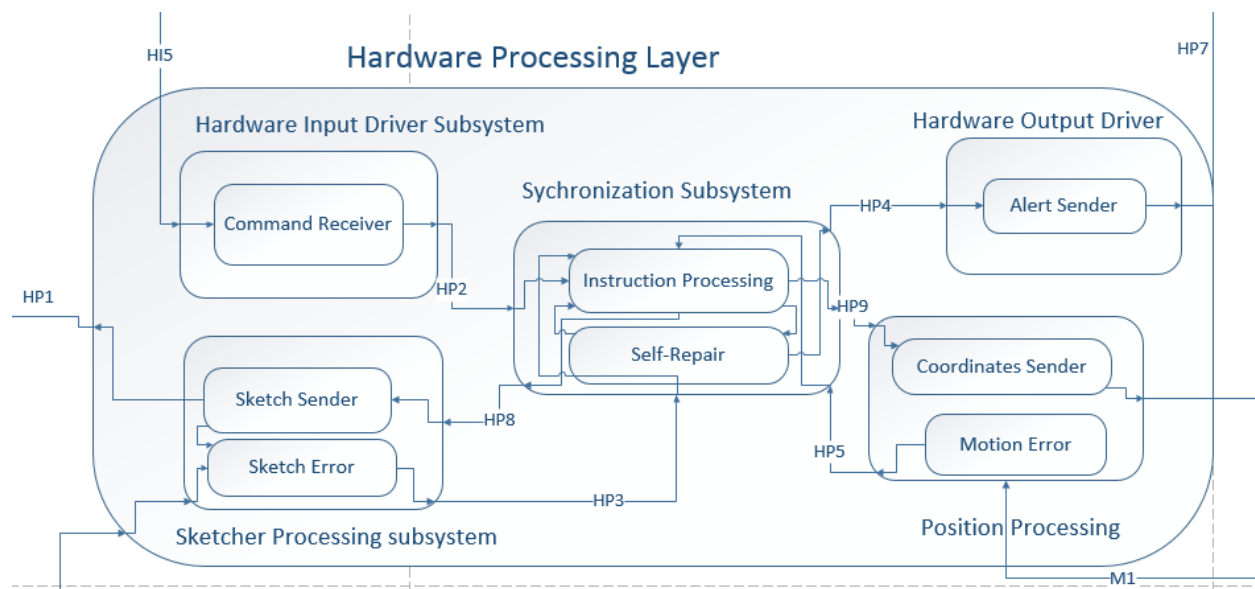 HI5
Hardware Processing Layer
HP7
Hardware Input Driver Subsystem
Hardware Output Driver
Command Receiver
Sychronization Subsystem
HP4
Alert Sender
Instruction Processing
HP2
HP1
HP9
Self-Repair
Coordinates Sender
Sketch Sender
HP8
Motion Error
HP5
Sketch Error
HP3
Sketcher Processing subsystem
Position Processing
M1